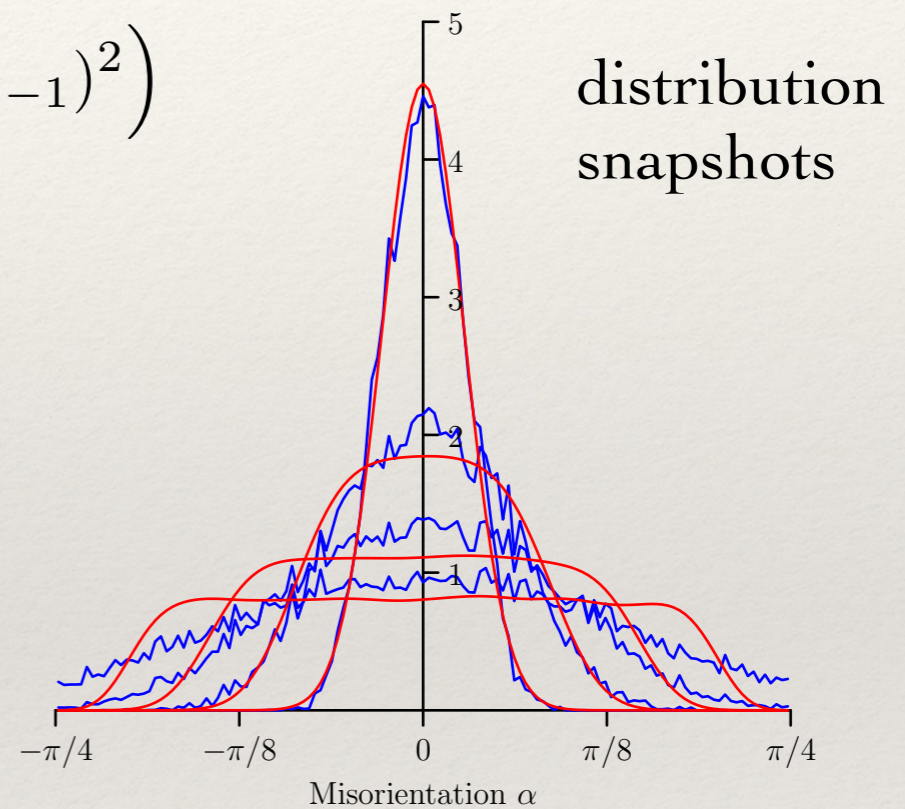 −1)²)
distribution
snapshots
5
4
3
2
1
−π/4 −π/8 0 π/8 π/4
Misorientation α